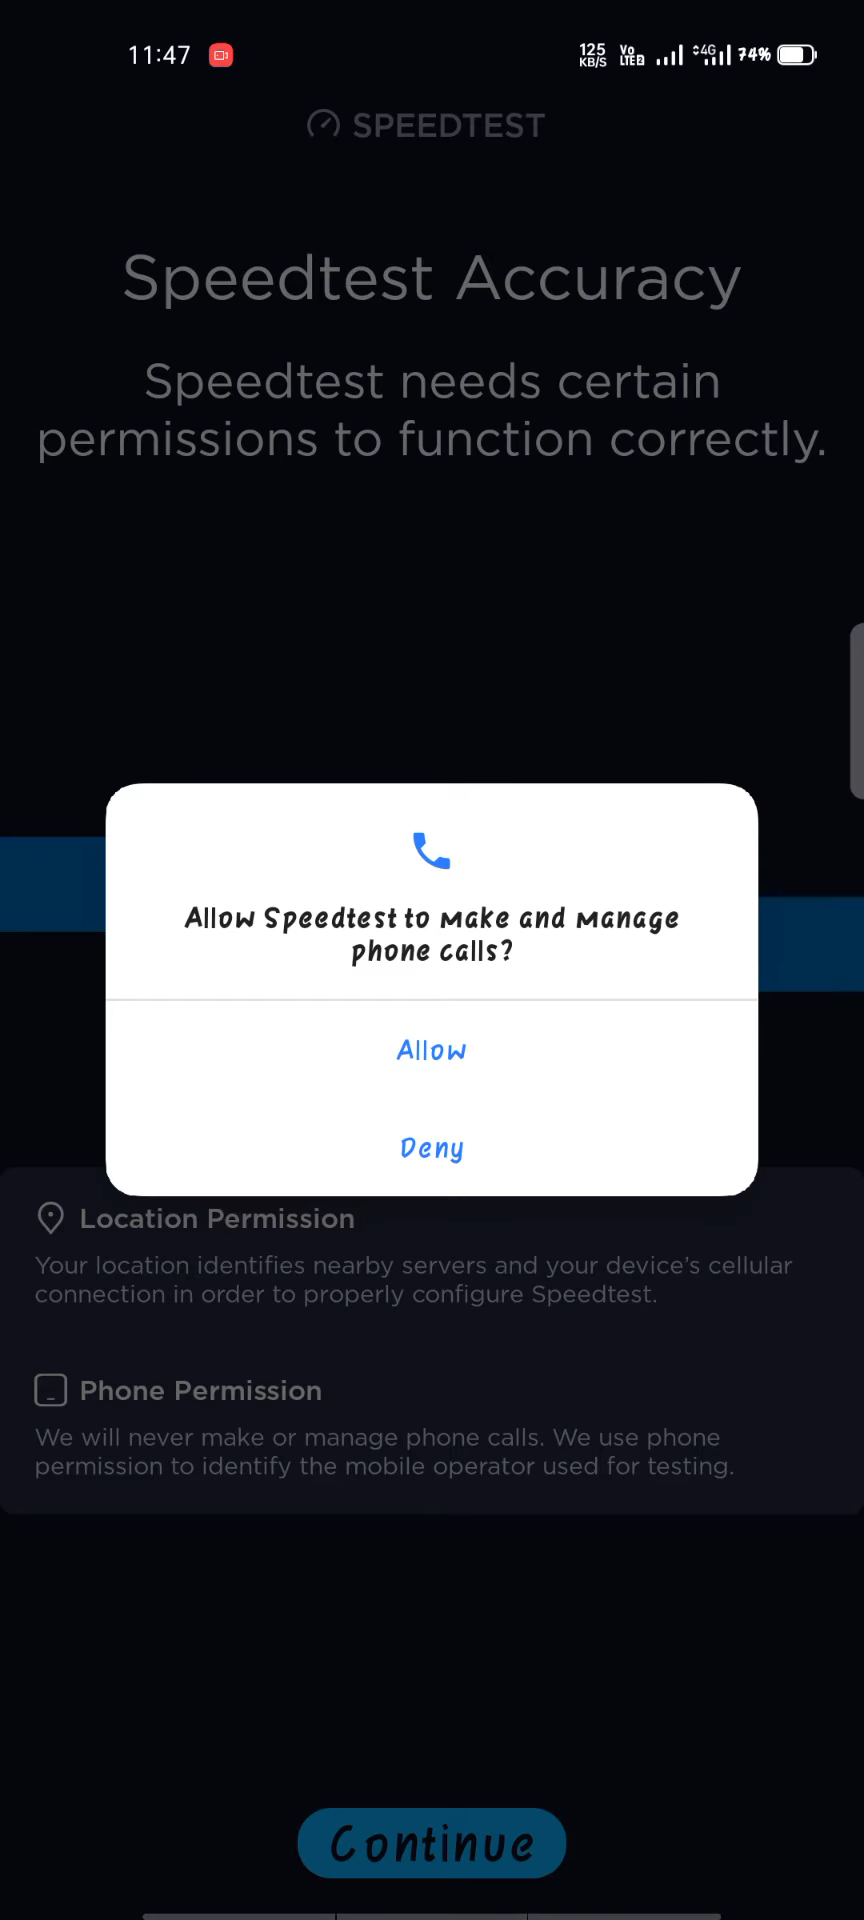 11:47
125 KB/S Vo LTE2 4G 74%
SPEEDTEST
Speedtest Accuracy
Speedtest needs certain
permissions to function correctly.
Allow Speedtest to make and manage
phone calls?
Allow
Deny
Location Permission
Your location identifies nearby servers and your device's cellular
connection in order to properly configure Speedtest.
Phone Permission
We will never make or manage phone calls. We use phone
permission to identify the mobile operator used for testing.
Continue